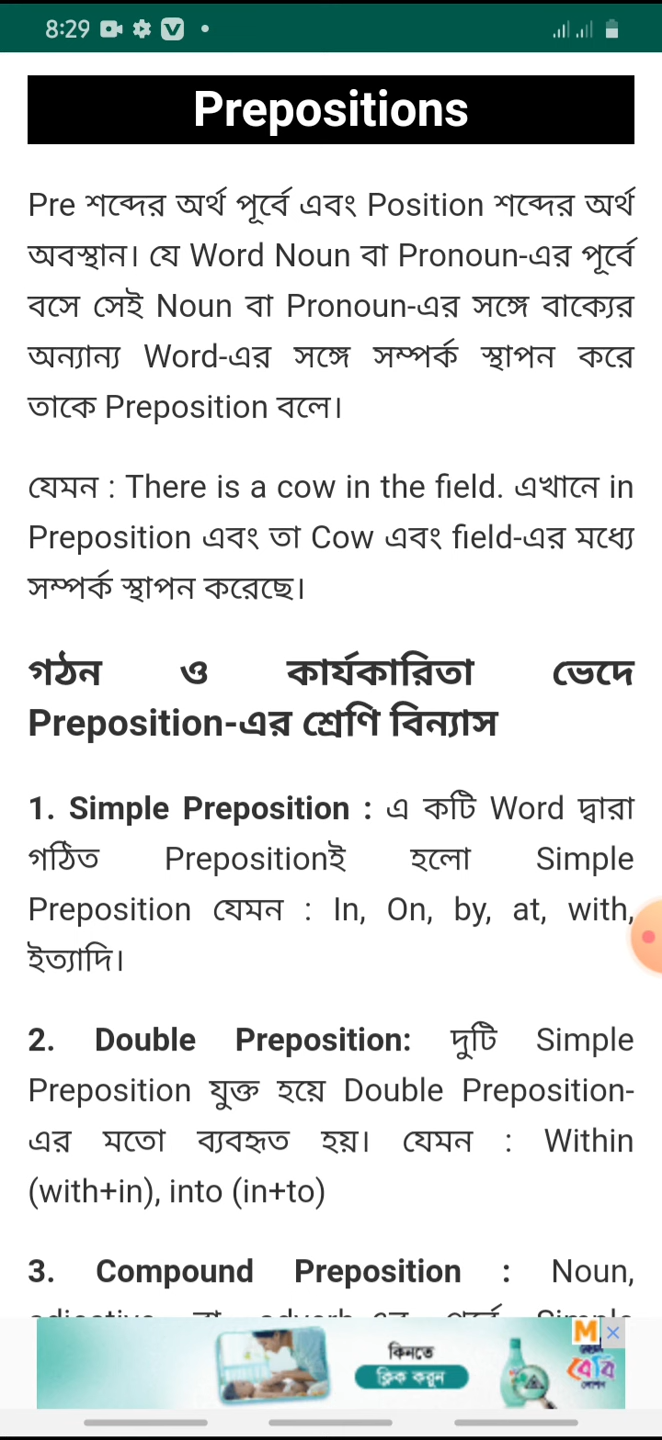 8:29
Prepositions
Pre শব্দের অর্থ পূর্বে এবং Position শব্দের অর্থ
অবস্থান। যে Word Noun বা Pronoun-এর পূর্বে
বসে সেই Noun বা Pronoun-এর সঙ্গে বাক্যের
অন্যান্য Word-এর সঙ্গে সম্পর্ক স্থাপন করে
তাকে Preposition বলে।
যেমন : There is a cow in the field. এখানে in
Preposition এবং তা Cow এবং field-এর মধ্যে
সম্পর্ক স্থাপন করেছে।
গঠন ও কার্যকারিতা ভেদে
Preposition-এর শ্রেণি বিন্যাস
1. Simple Preposition : এ কটি Word দ্বারা
গঠিত Prepositionই হলো Simple
Preposition যেমন : In, On, by, at, with,
ইত্যাদি।
2. Double Preposition: দুটি Simple
Preposition যুক্ত হয়ে Double Preposition-
এর মতো ব্যবহৃত হয়। যেমন : Within
(with+in), into (in+to)
3. Compound Preposition : Noun,
কিনতে
ক্লিক করুন
M
বেবি